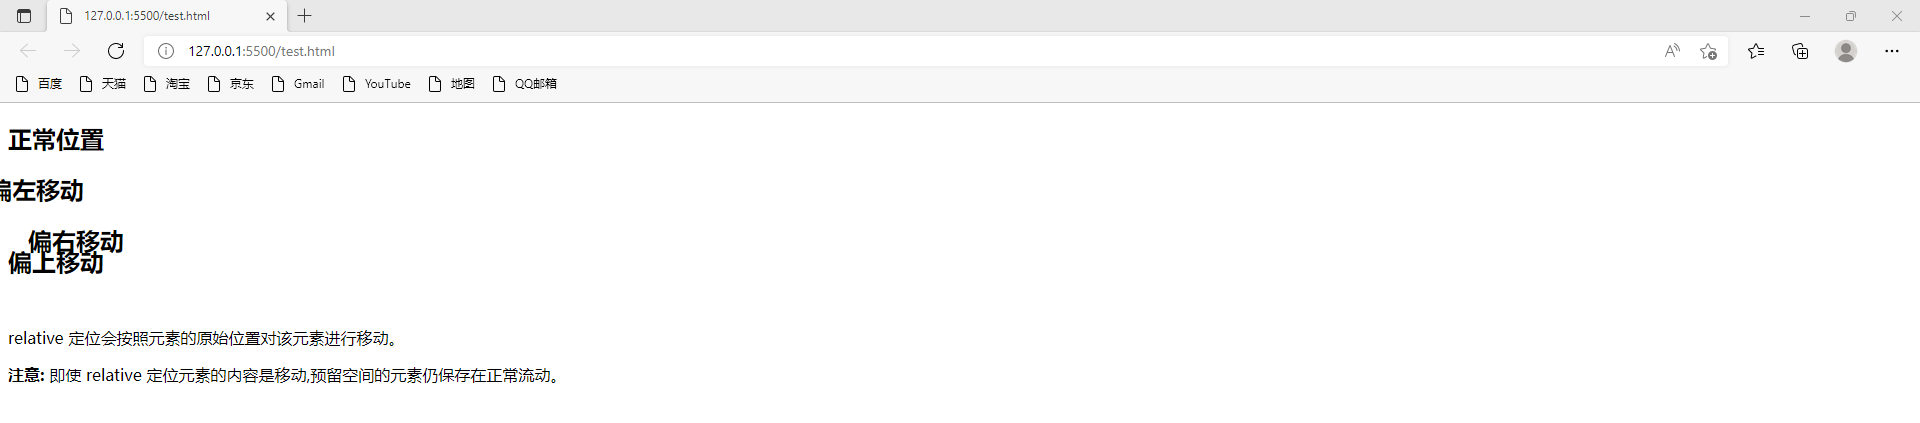 127.0.0.1:5500/test.html
127.0.0.1:5500/test.html
百度 天猫 淘宝 京东 Gmail YouTube 地图 QQ邮箱
正常位置
偏左移动
偏右移动
偏上移动
relative 定位会按照元素的原始位置对该元素进行移动。
注意: 即使 relative 定位元素的内容是移动,预留空间的元素仍保存在正常流动。